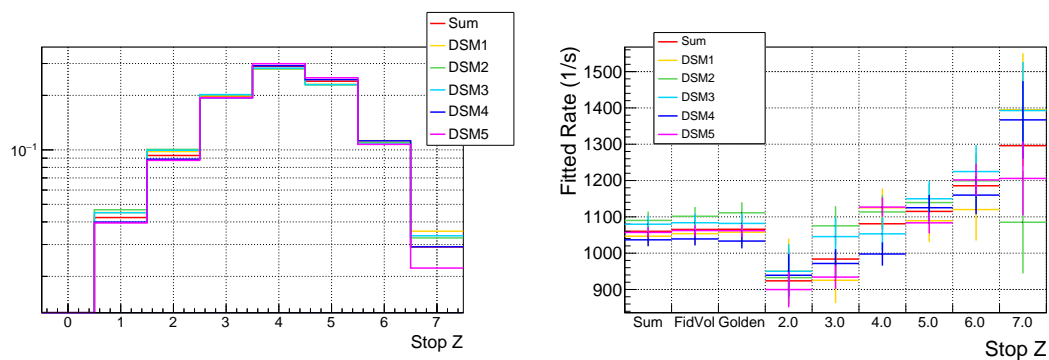 Sum
DSM1
DSM2
DSM3
DSM4
DSM5
10⁻¹
0 1 2 3 4 5 6 7
Stop Z
Sum
DSM1
DSM2
DSM3
DSM4
DSM5
Fitted Rate (1/s)
1500
1400
1300
1200
1100
1000
900
Sum FidVol Golden 2.0 3.0 4.0 5.0 6.0 7.0
Stop Z